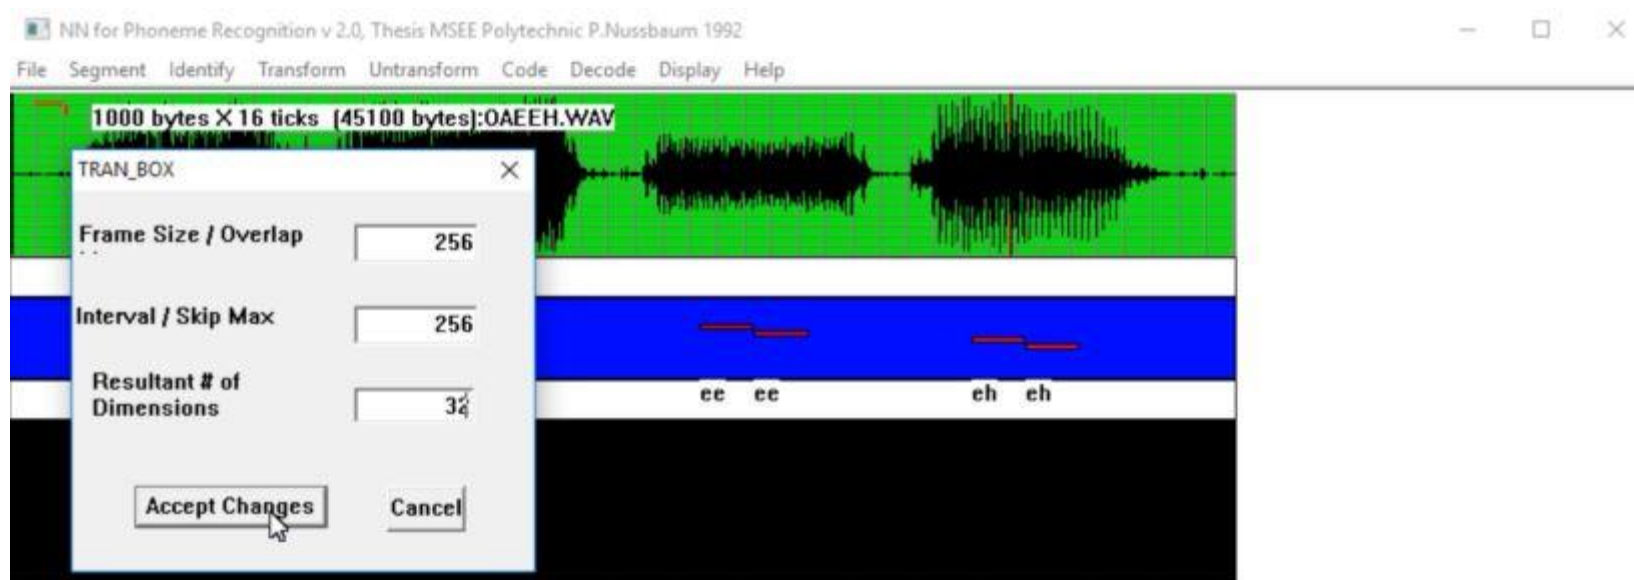 NN for Phoneme Recognition v 2.0, Thesis MSEE Polytechnic P.Nussbaum 1992
File Segment Identify Transform Untransform Code Decode Display Help
1000 bytes X 16 ticks (45100 bytes):OAEEH.WAV
TRAN_BOX
Frame Size / Overlap
256
Interval / Skip Max
256
Resultant # of
Dimensions
32
Accept Changes Cancel
ee ee eh eh